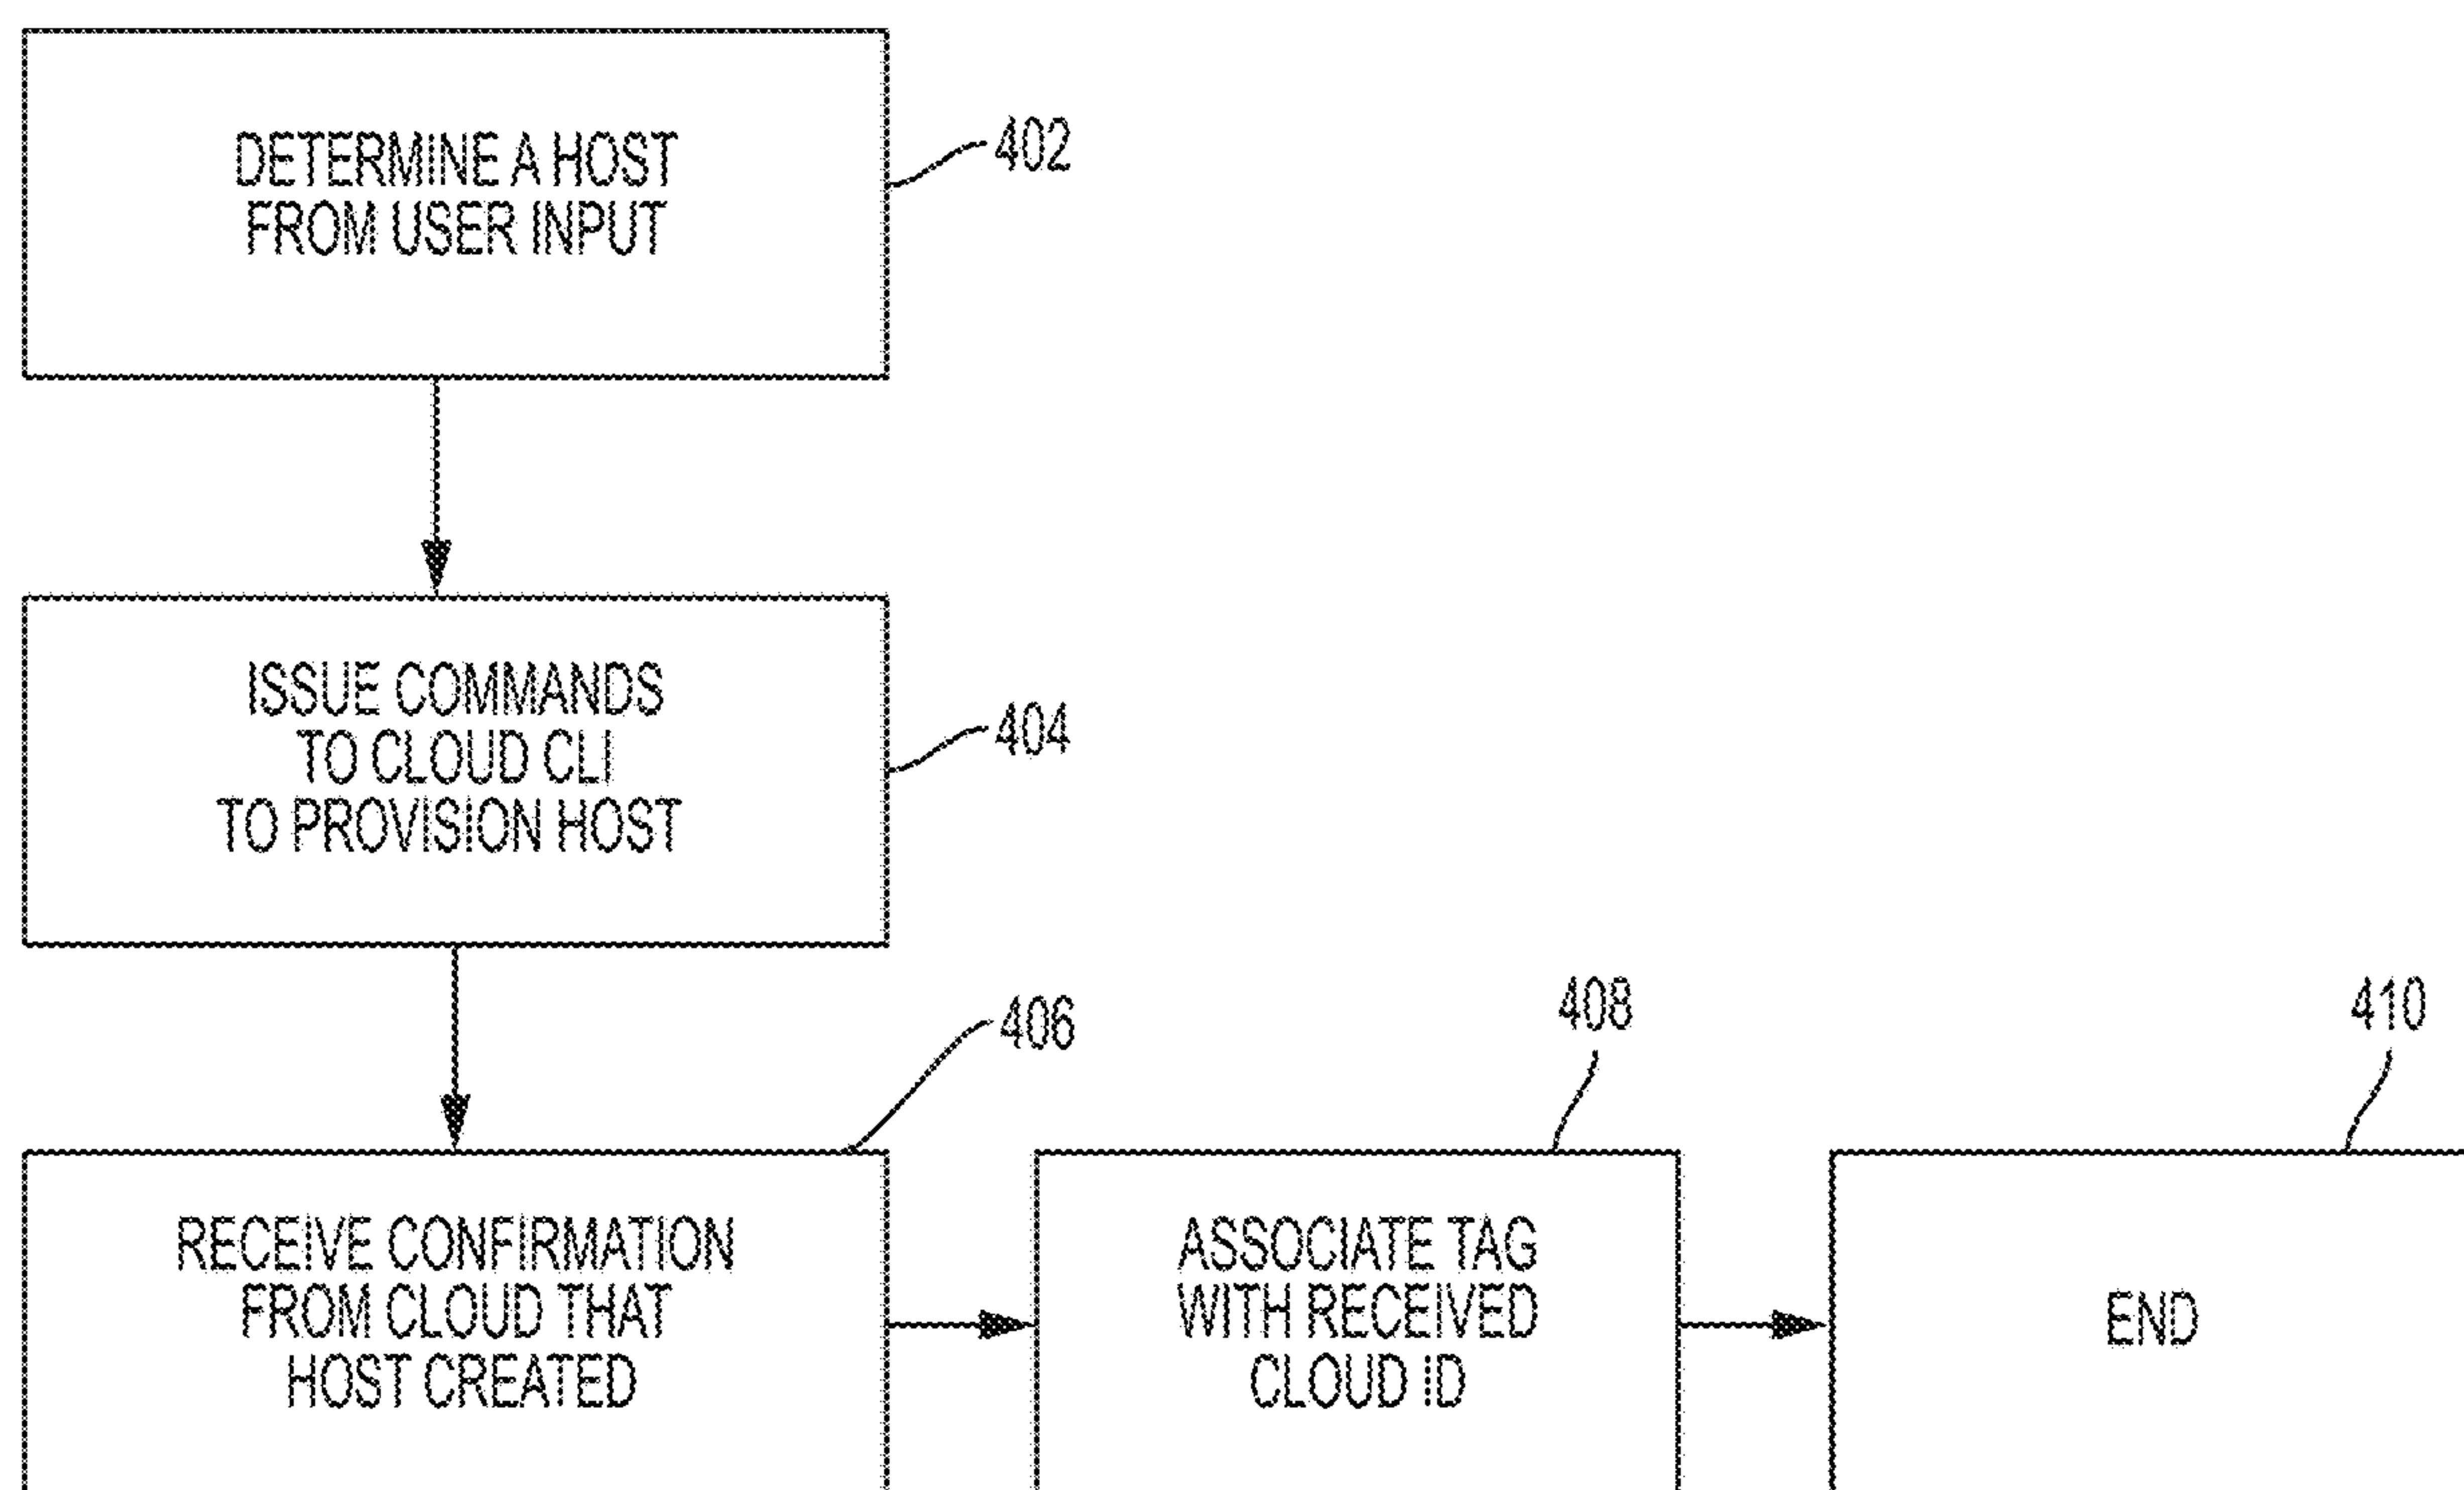 DETERMINE A HOST
FROM USER INPUT
402
ISSUE COMMANDS
TO CLOUD CLI
TO PROVISION HOST
404
RECEIVE CONFIRMATION
FROM CLOUD THAT
HOST CREATED
406
ASSOCIATE TAG
WITH RECEIVED
CLOUD ID
408
END
410